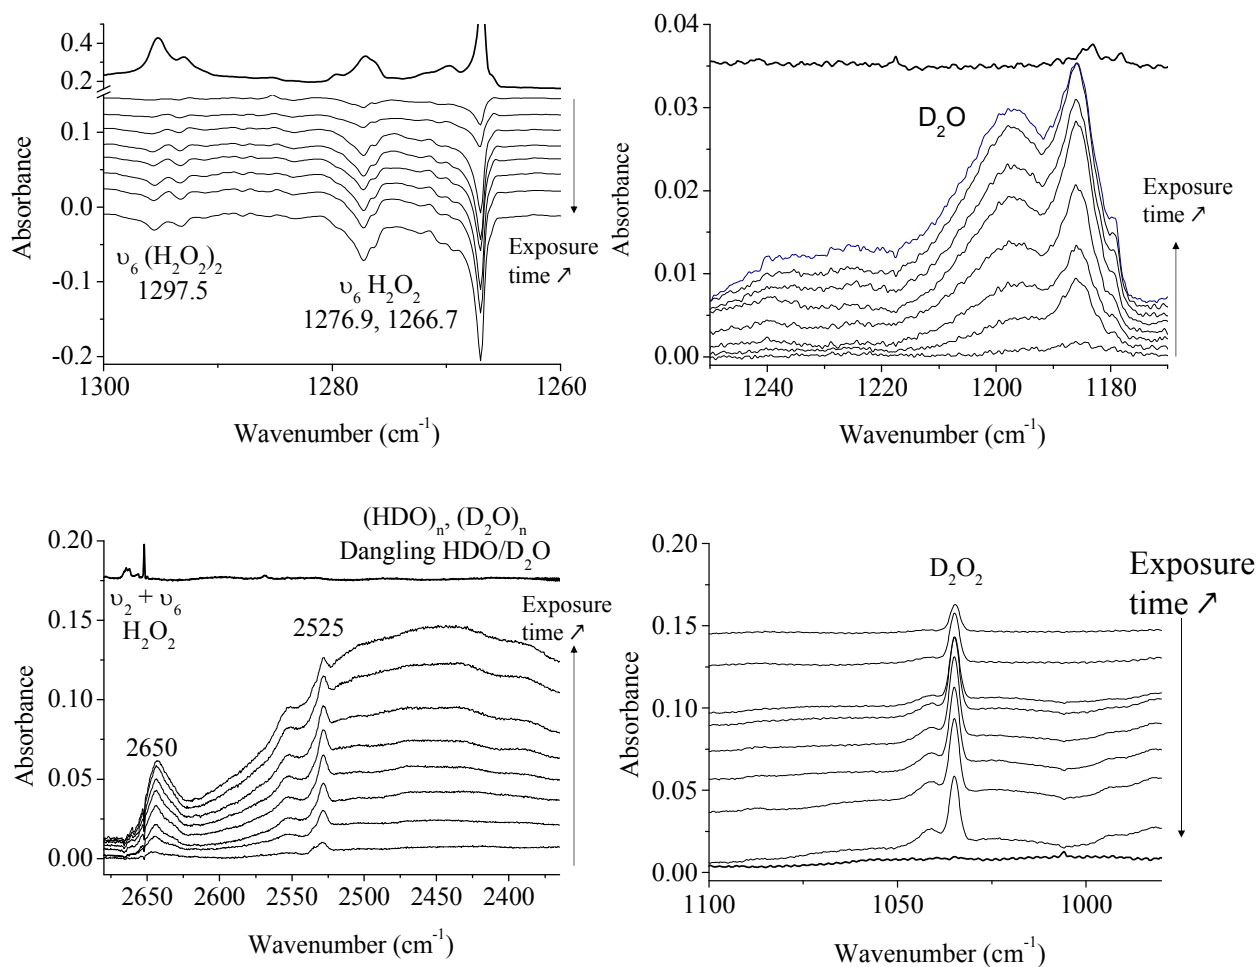 0.4
0.2
0.1
0.0
-0.1
-0.2
Absorbance
υ6 (H2O2)2
1297.5
υ6 H2O2
1276.9, 1266.7
Exposure
time ↗
1300
1280
1260
Wavenumber (cm-1)
0.04
0.03
0.02
0.01
0.00
Absorbance
D2O
Exposure
time ↗
1240
1220
1200
1180
Wavenumber (cm-1)
0.20
0.15
0.10
0.05
0.00
Absorbance
(HDO)n, (D2O)n
Dangling HDO/D2O
υ2 + υ6
H2O2
2525
2650
Exposure
time ↗
2650
2600
2550
2500
2450
2400
Wavenumber (cm-1)
0.20
0.15
0.10
0.05
0.00
Absorbance
D2O2
Exposure
time ↗
1100
1050
1000
Wavenumber (cm-1)